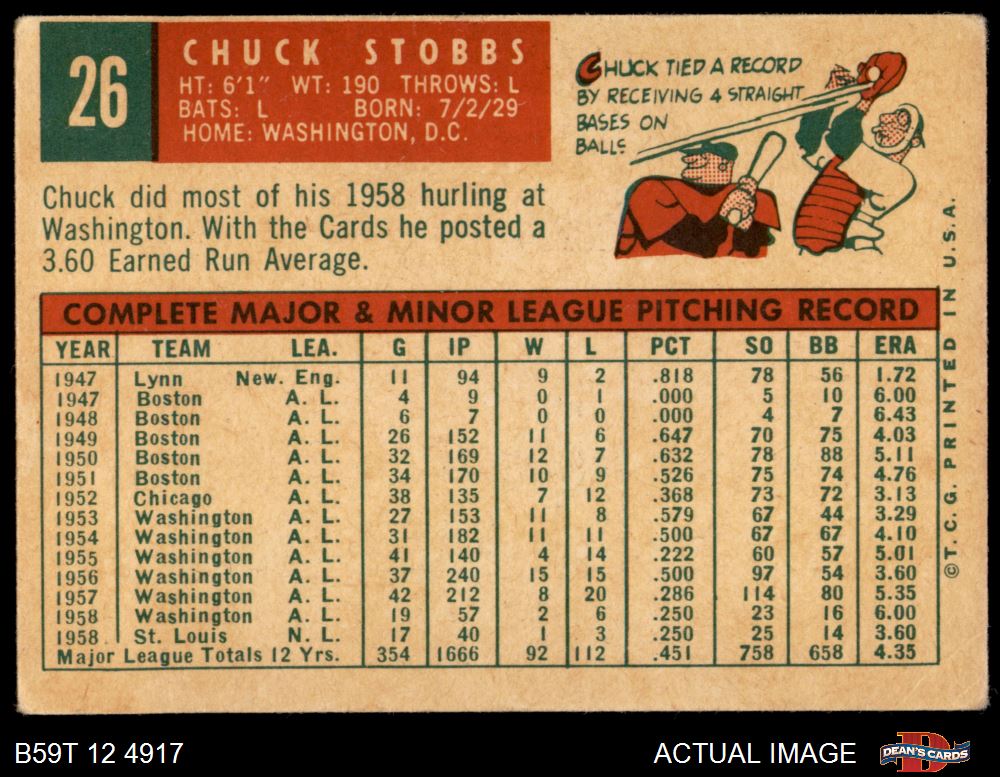 26
CHUCK STOBBS
HT: 6'1" WT: 190 THROWS: L
BATS: L BORN: 7/2/29
HOME: WASHINGTON, D.C.
CHUCK TIED A RECORD
BY RECEIVING 4 STRAIGHT
BASES ON
BALLS
Chuck did most of his 1958 hurling at
Washington. With the Cards he posted a
3.60 Earned Run Average.
COMPLETE MAJOR & MINOR LEAGUE PITCHING RECORD
YEAR TEAM LEA. G IP W L PCT SO BB ERA
1947 Lynn New. Eng. 11 94 9 2 .818 78 56 1.72
1947 Boston A. L. 4 9 0 1 .000 5 10 6.00
1948 Boston A. L. 6 7 0 0 .000 4 7 6.43
1949 Boston A. L. 26 152 11 6 .647 70 75 4.03
1950 Boston A. L. 32 169 12 7 .632 78 88 5.11
1951 Boston A. L. 34 170 10 9 .526 75 74 4.76
1952 Chicago A. L. 38 135 7 12 .368 73 72 3.13
1953 Washington A. L. 27 153 11 8 .579 67 44 3.29
1954 Washington A. L. 31 182 11 11 .500 67 67 4.10
1955 Washington A. L. 41 140 4 14 .222 60 57 5.01
1956 Washington A. L. 37 240 15 15 .500 97 54 3.60
1957 Washington A. L. 42 212 8 20 .286 114 80 5.35
1958 Washington A. L. 19 57 2 6 .250 23 16 6.00
1958 St. Louis N. L. 17 40 1 3 .250 25 14 3.60
Major League Totals 12 Yrs. 354 1666 92 112 .451 758 658 4.35
©T.C.G. PRINTED IN U.S.A.
B59T 12 4917
ACTUAL IMAGE
D
DEAN'S CARDS